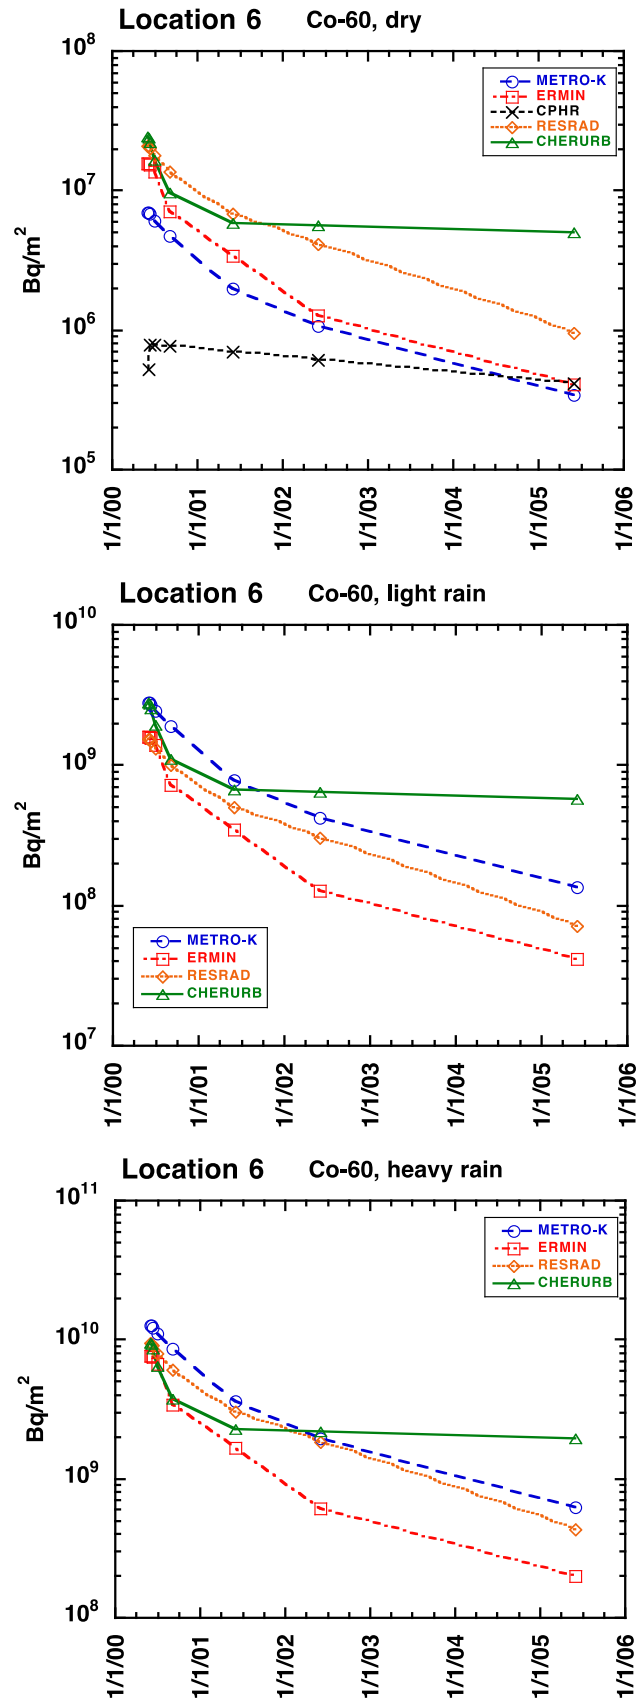 Location 6 Co-60, dry
10^8
10^7
10^6
10^5
Bq/m^2
METRO-K
ERMIN
CPHR
RESRAD
CHERURB
1/1/00
1/1/01
1/1/02
1/1/03
1/1/04
1/1/05
1/1/06
Location 6 Co-60, light rain
10^10
10^9
10^8
10^7
Bq/m^2
METRO-K
ERMIN
RESRAD
CHERURB
1/1/00
1/1/01
1/1/02
1/1/03
1/1/04
1/1/05
1/1/06
Location 6 Co-60, heavy rain
10^11
10^10
10^9
10^8
Bq/m^2
METRO-K
ERMIN
RESRAD
CHERURB
1/1/00
1/1/01
1/1/02
1/1/03
1/1/04
1/1/05
1/1/06